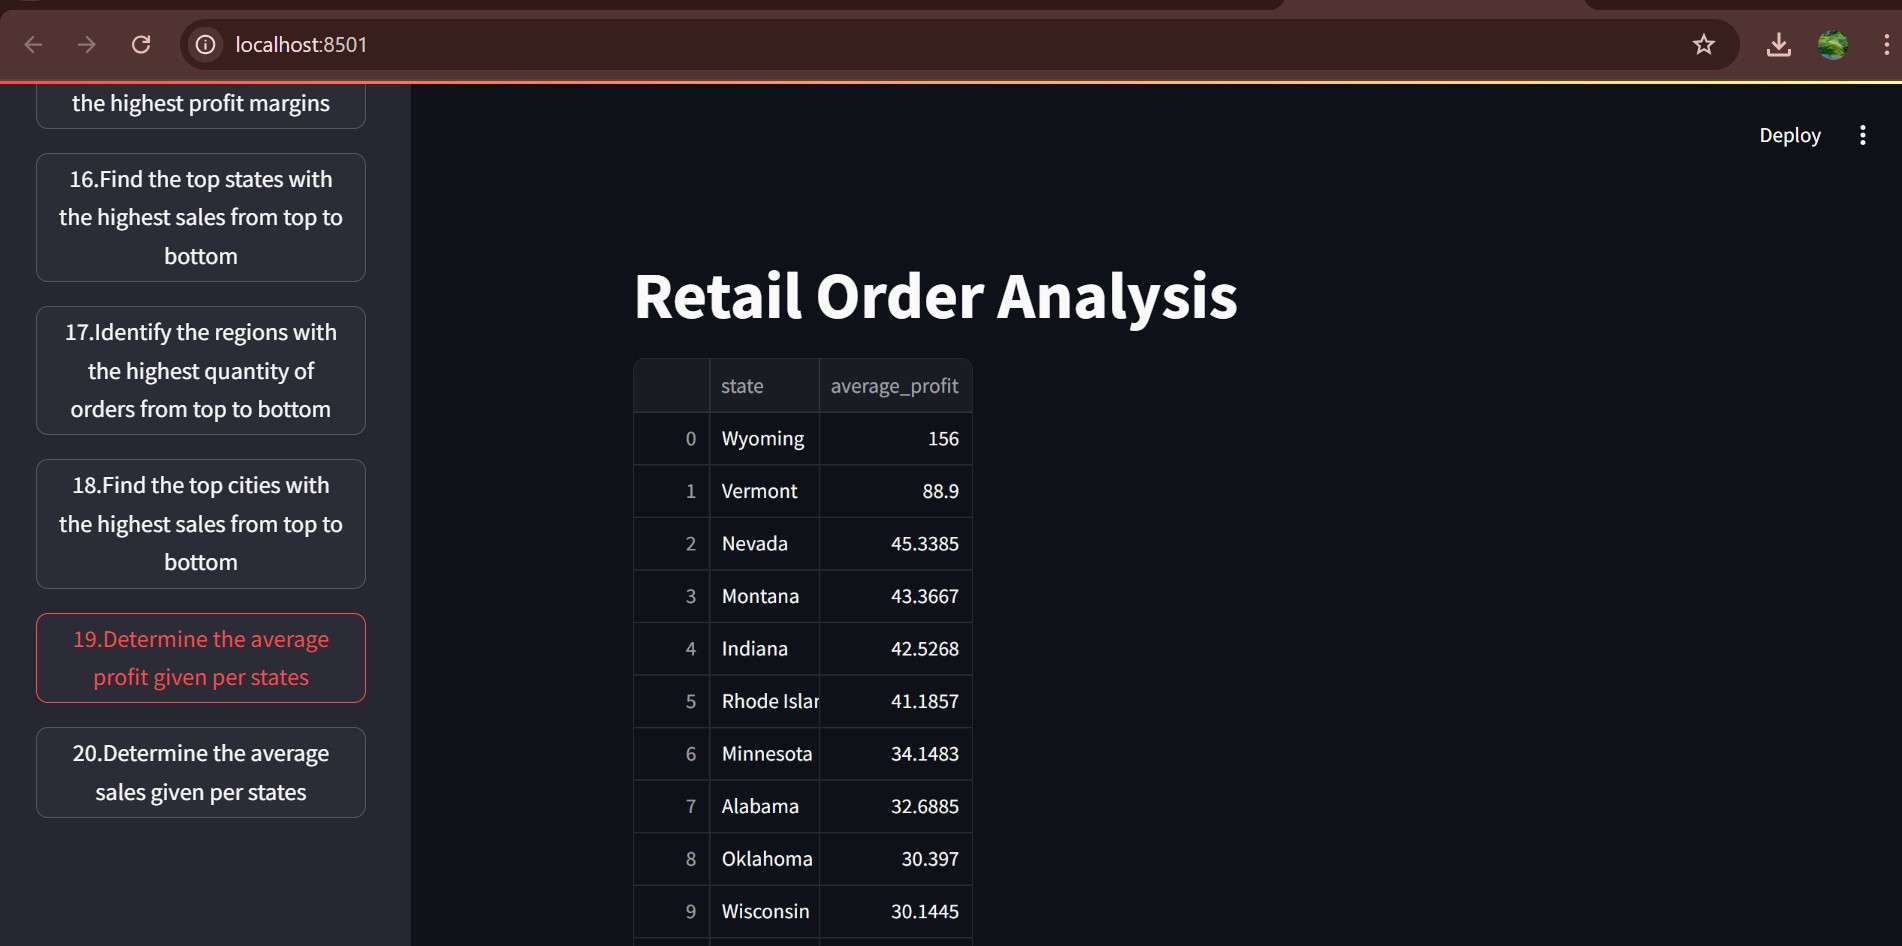 localhost:8501
the highest profit margins
16.Find the top states with
the highest sales from top to
bottom
17.Identify the regions with
the highest quantity of
orders from top to bottom
18.Find the top cities with
the highest sales from top to
bottom
19.Determine the average
profit given per states
20.Determine the average
sales given per states
Deploy
Retail Order Analysis
state average_profit
0 Wyoming 156
1 Vermont 88.9
2 Nevada 45.3385
3 Montana 43.3667
4 Indiana 42.5268
5 Rhode Islar 41.1857
6 Minnesota 34.1483
7 Alabama 32.6885
8 Oklahoma 30.397
9 Wisconsin 30.1445